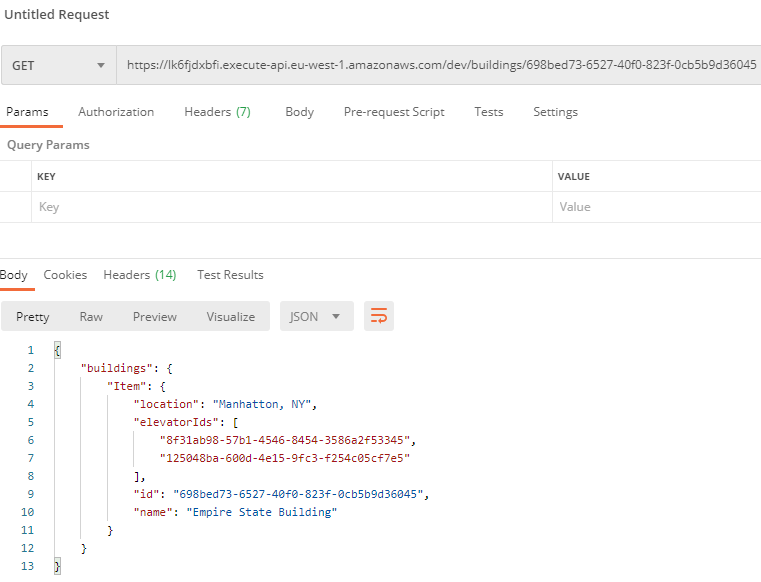 Untitled Request
GET https://lk6fjdxbfi.execute-api.eu-west-1.amazonaws.com/dev/buildings/698bed73-6527-40f0-823f-0cb5b9d36045
Params Authorization Headers (7) Body Pre-request Script Tests Settings
Query Params
KEY VALUE
Key Value
Body Cookies Headers (14) Test Results
Pretty Raw Preview Visualize JSON
1 {
2 "buildings": {
3 "Item": {
4 "location": "Manhatton, NY",
5 "elevatorIds": [
6 "8f31ab98-57b1-4546-8454-3586a2f53345",
7 "125048ba-600d-4e15-9fc3-f254c05cf7e5"
8 ],
9 "id": "698bed73-6527-40f0-823f-0cb5b9d36045",
10 "name": "Empire State Building"
11 }
12 }
13 }